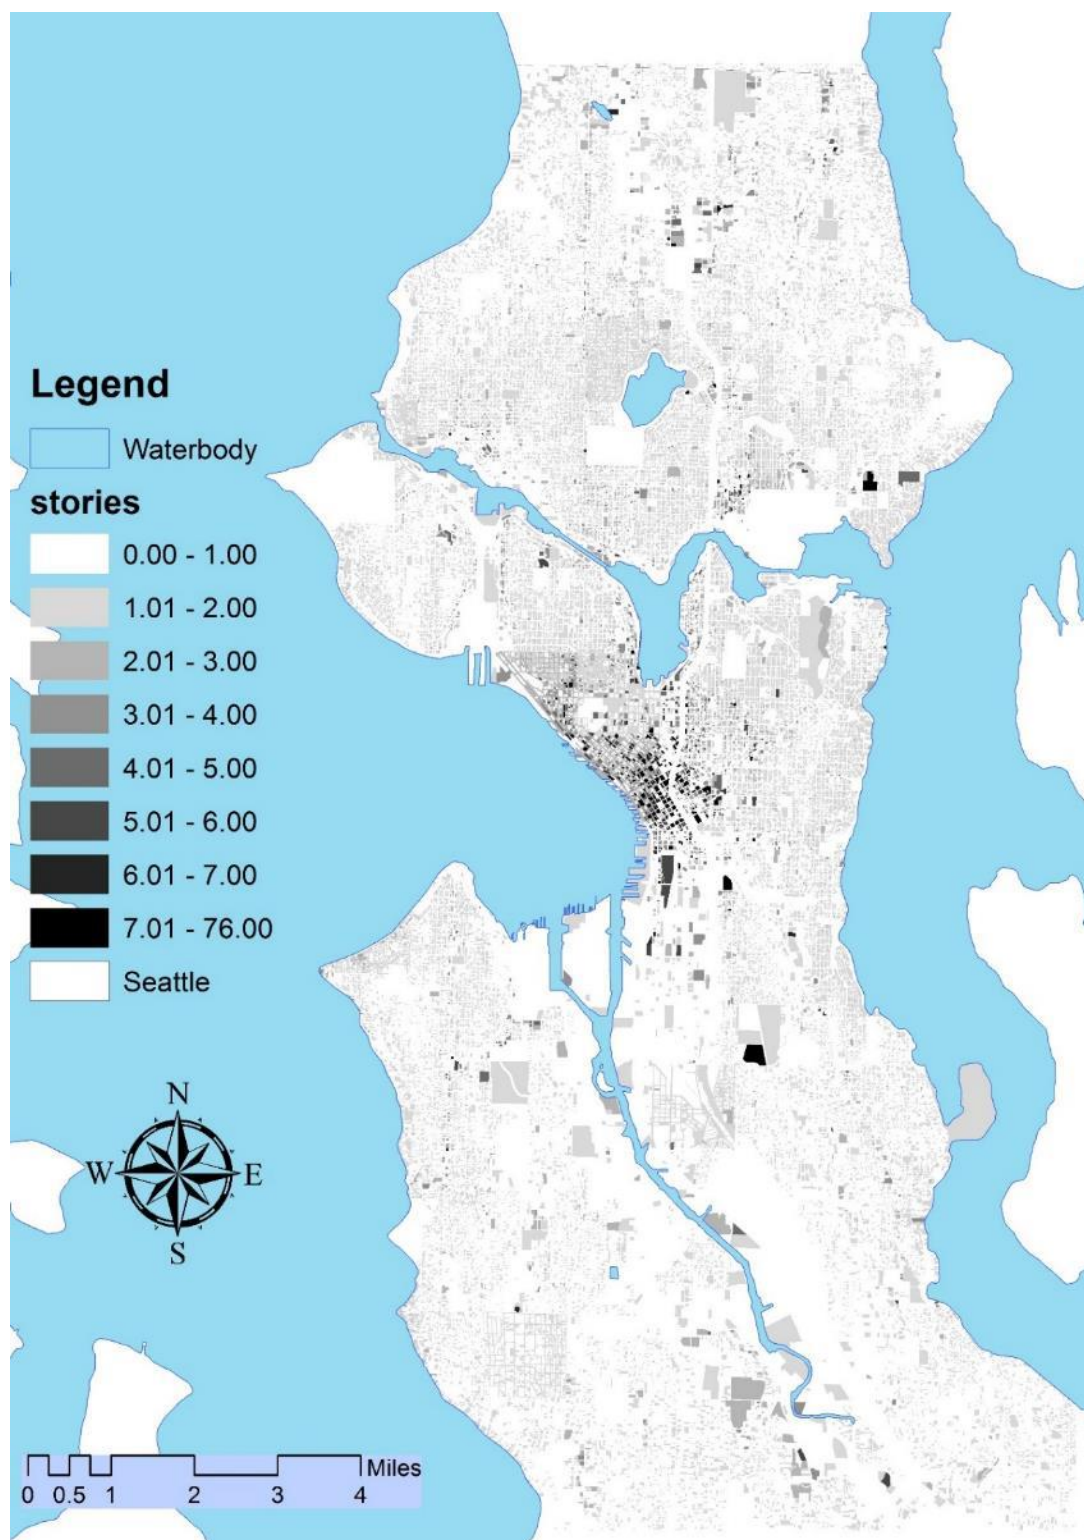 Legend
Waterbody
stories
0.00 - 1.00
1.01 - 2.00
2.01 - 3.00
3.01 - 4.00
4.01 - 5.00
5.01 - 6.00
6.01 - 7.00
7.01 - 76.00
Seattle
N
W E
S
Miles
0 0.5 1 2 3 4